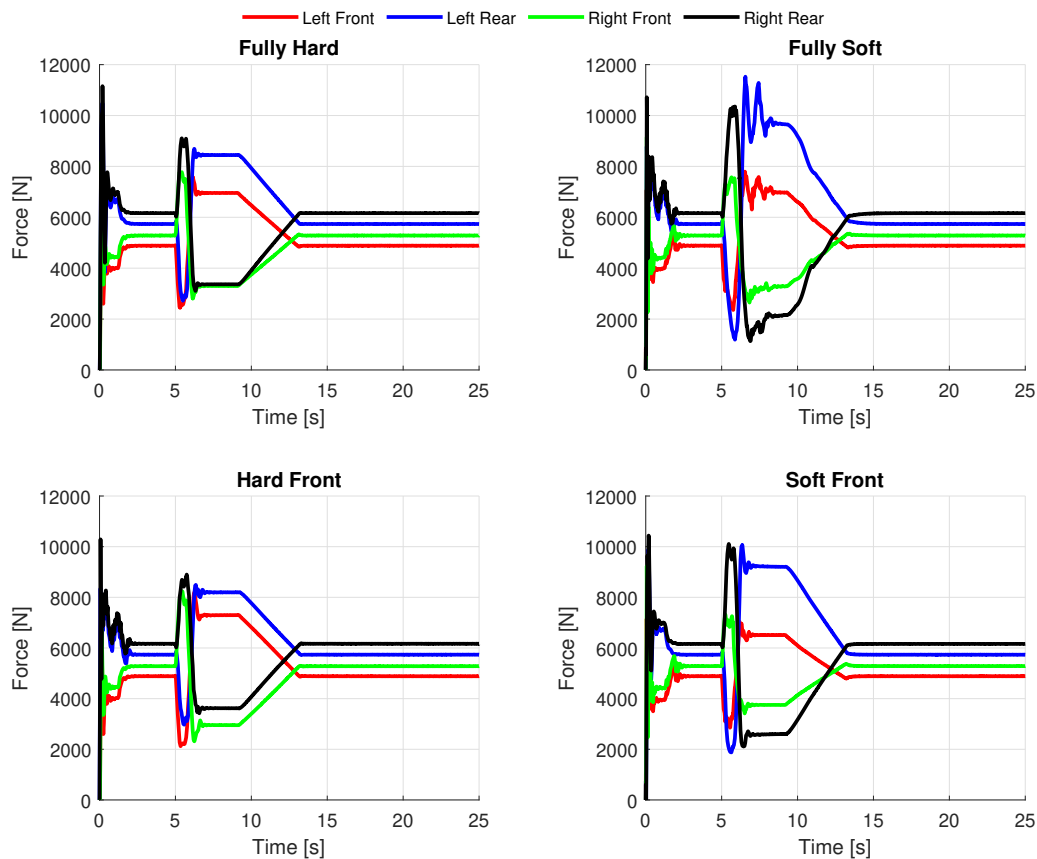 Left Front Left Rear Right Front Right Rear
Fully Hard
12000
10000
8000
6000
4000
2000
0
Force [N]
0 5 10 15 20 25
Time [s]
Fully Soft
12000
10000
8000
6000
4000
2000
0
Force [N]
0 5 10 15 20 25
Time [s]
Hard Front
12000
10000
8000
6000
4000
2000
0
Force [N]
0 5 10 15 20 25
Time [s]
Soft Front
12000
10000
8000
6000
4000
2000
0
Force [N]
0 5 10 15 20 25
Time [s]